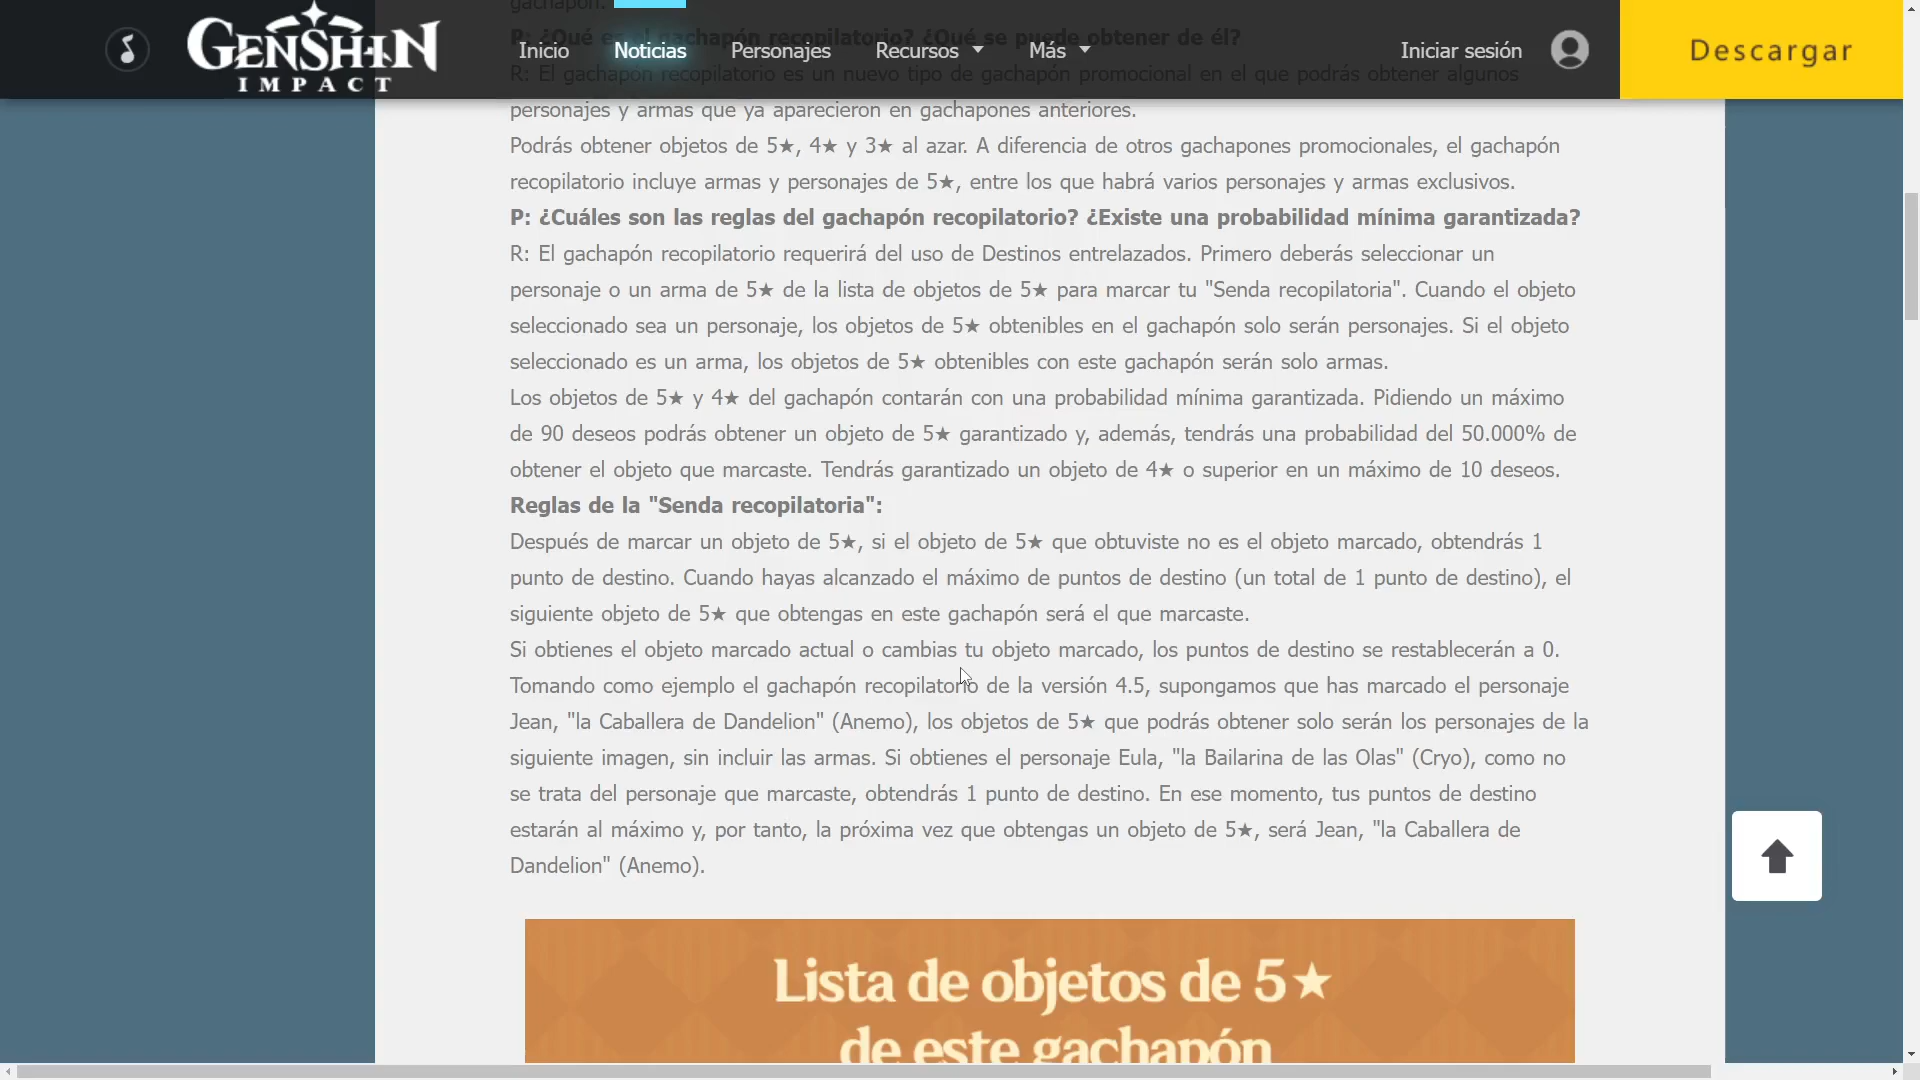 gachapón.
GENSHIN
IMPACT
Inicio
Noticias
Personajes
Recursos
Más
Iniciar sesión
Descargar
P: ¿Qué es el gachapón recopilatorio? ¿Qué se puede obtener de él?
R: El gachapón recopilatorio es un nuevo tipo de gachapón promocional en el que podrás obtener algunos
personajes y armas que ya aparecieron en gachapones anteriores.
Podrás obtener objetos de 5★, 4★ y 3★ al azar. A diferencia de otros gachapones promocionales, el gachapón
recopilatorio incluye armas y personajes de 5★, entre los que habrá varios personajes y armas exclusivos.
P: ¿Cuáles son las reglas del gachapón recopilatorio? ¿Existe una probabilidad mínima garantizada?
R: El gachapón recopilatorio requerirá del uso de Destinos entrelazados. Primero deberás seleccionar un
personaje o un arma de 5★ de la lista de objetos de 5★ para marcar tu "Senda recopilatoria". Cuando el objeto
seleccionado sea un personaje, los objetos de 5★ obtenibles en el gachapón solo serán personajes. Si el objeto
seleccionado es un arma, los objetos de 5★ obtenibles con este gachapón serán solo armas.
Los objetos de 5★ y 4★ del gachapón contarán con una probabilidad mínima garantizada. Pidiendo un máximo
de 90 deseos podrás obtener un objeto de 5★ garantizado y, además, tendrás una probabilidad del 50.000% de
obtener el objeto que marcaste. Tendrás garantizado un objeto de 4★ o superior en un máximo de 10 deseos.
Reglas de la "Senda recopilatoria":
Después de marcar un objeto de 5★, si el objeto de 5★ que obtuviste no es el objeto marcado, obtendrás 1
punto de destino. Cuando hayas alcanzado el máximo de puntos de destino (un total de 1 punto de destino), el
siguiente objeto de 5★ que obtengas en este gachapón será el que marcaste.
Si obtienes el objeto marcado actual o cambias tu objeto marcado, los puntos de destino se restablecerán a 0.
Tomando como ejemplo el gachapón recopilatorio de la versión 4.5, supongamos que has marcado el personaje
Jean, "la Caballera de Dandelion" (Anemo), los objetos de 5★ que podrás obtener solo serán los personajes de la
siguiente imagen, sin incluir las armas. Si obtienes el personaje Eula, "la Bailarina de las Olas" (Cryo), como no
se trata del personaje que marcaste, obtendrás 1 punto de destino. En ese momento, tus puntos de destino
estarán al máximo y, por tanto, la próxima vez que obtengas un objeto de 5★, será Jean, "la Caballera de
Dandelion" (Anemo).
Lista de objetos de 5★
de este gachapón